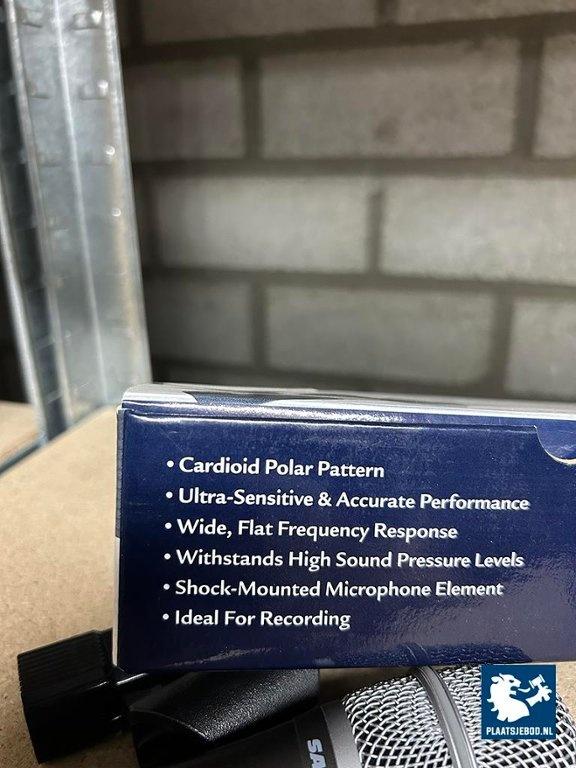 • Cardioid Polar Pattern
• Ultra-Sensitive & Accurate Performance
• Wide, Flat Frequency Response
• Withstands High Sound Pressure Levels
• Shock-Mounted Microphone Element
• Ideal For Recording
SA
PLAATSJEBOD.NL